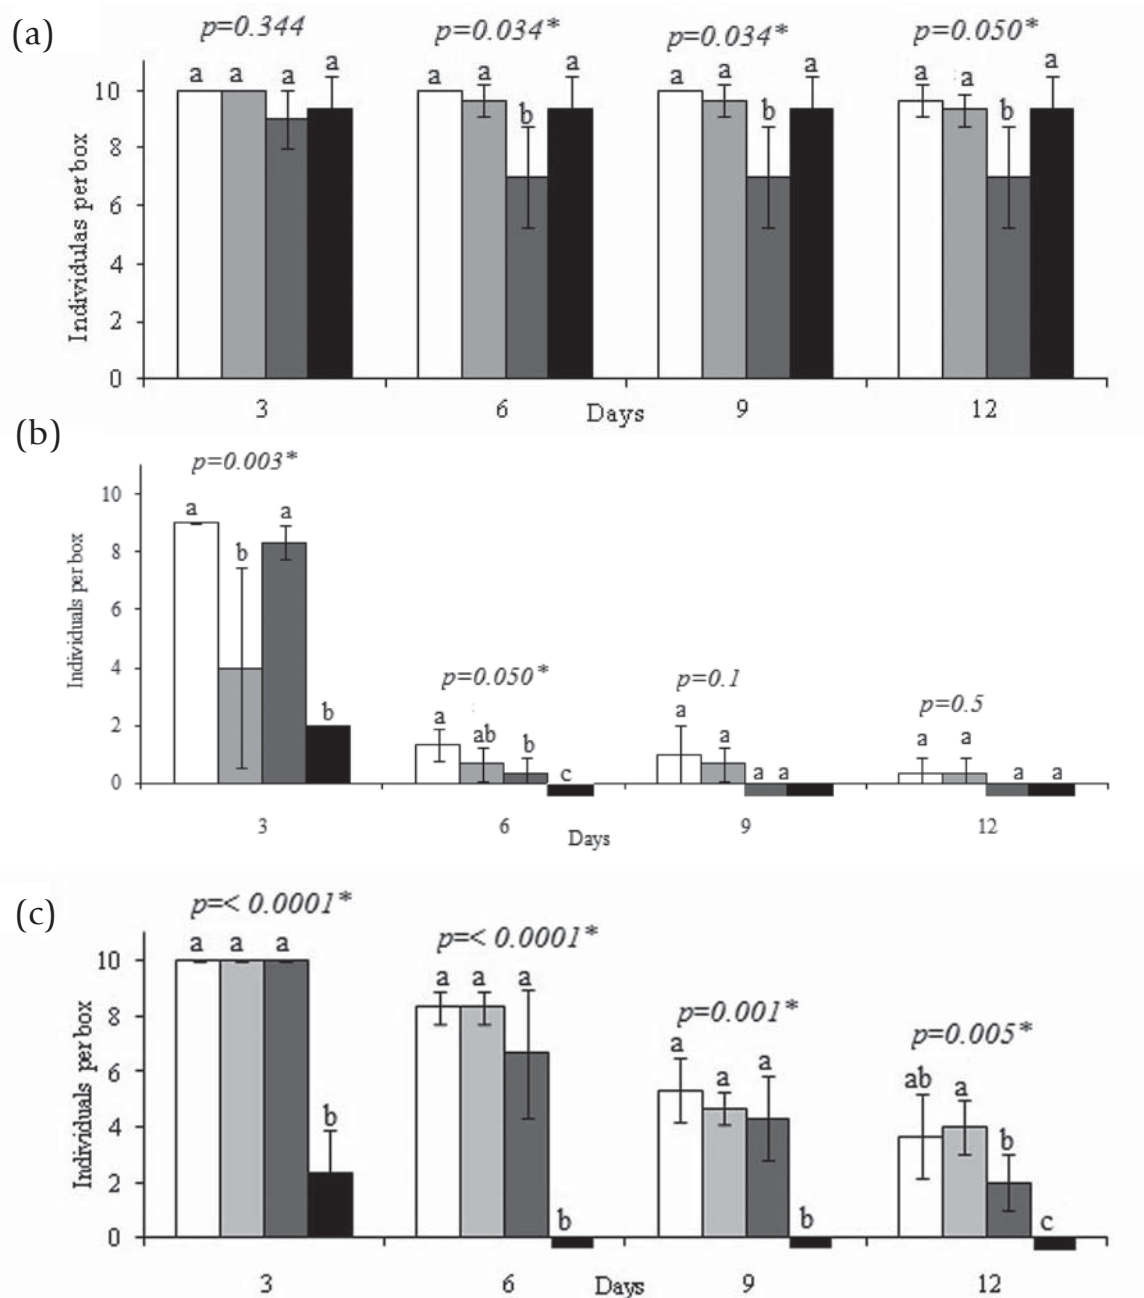 (a)
p=0.344 p=0.034* p=0.034* p=0.050*
a a a a a a b a a a b a a a b a
Individulas per box
10
8
6
4
2
0
3 6 Days 9 12
(b)
p=0.003*
a b a b
p=0.050*
a ab b c
p=0.1
a a a a
p=0.5
a a a a
Individuals per box
10
8
6
4
2
0
3 6 Days 9 12
(c)
p=< 0.0001*
a a a b
p=< 0.0001*
a a a b
p=0.001*
a a a b
p=0.005*
ab a b c
Individuals per box
10
8
6
4
2
0
3 6 Days 9 12